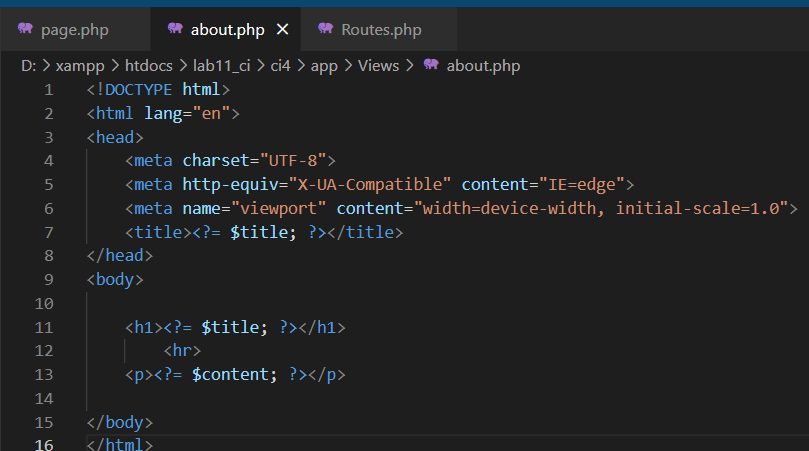 page.php about.php × Routes.php
D: > xampp > htdocs > lab11_ci > ci4 > app > Views > about.php
1 <!DOCTYPE html>
2 <html lang="en">
3 <head>
4 <meta charset="UTF-8">
5 <meta http-equiv="X-UA-Compatible" content="IE=edge">
6 <meta name="viewport" content="width=device-width, initial-scale=1.0">
7 <title><?= $title; ?></title>
8 </head>
9 <body>
10
11 <h1><?= $title; ?></h1>
12 <hr>
13 <p><?= $content; ?></p>
14
15 </body>
16 </html>